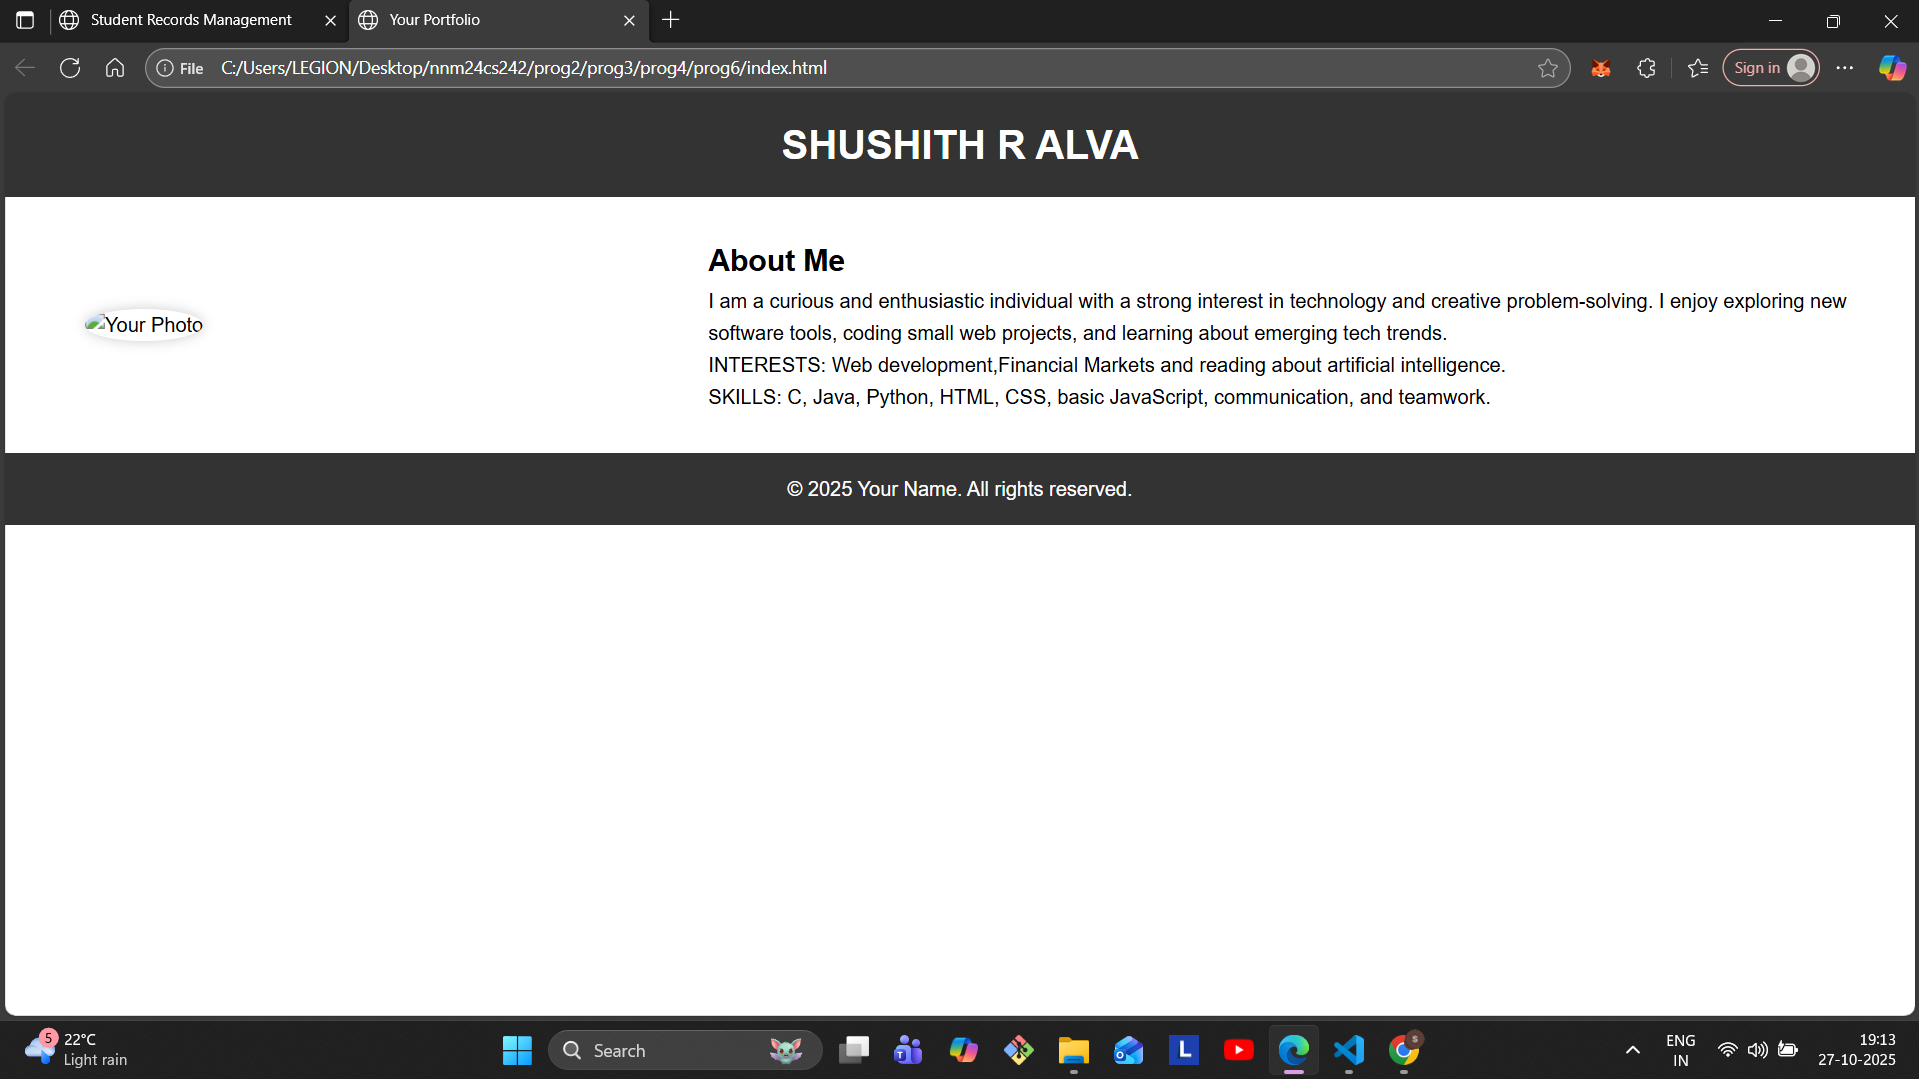 Student Records Management
Your Portfolio
File C:/Users/LEGION/Desktop/nnm24cs242/prog2/prog3/prog4/prog6/index.html
Sign in
SHUSHITH R ALVA
About Me
I am a curious and enthusiastic individual with a strong interest in technology and creative problem-solving. I enjoy exploring new
software tools, coding small web projects, and learning about emerging tech trends.
INTERESTS: Web development,Financial Markets and reading about artificial intelligence.
SKILLS: C, Java, Python, HTML, CSS, basic JavaScript, communication, and teamwork.
Your Photo
© 2025 Your Name. All rights reserved.
5
22°C
Light rain
Search
T
O
L
S
ENG
IN
19:13
27-10-2025